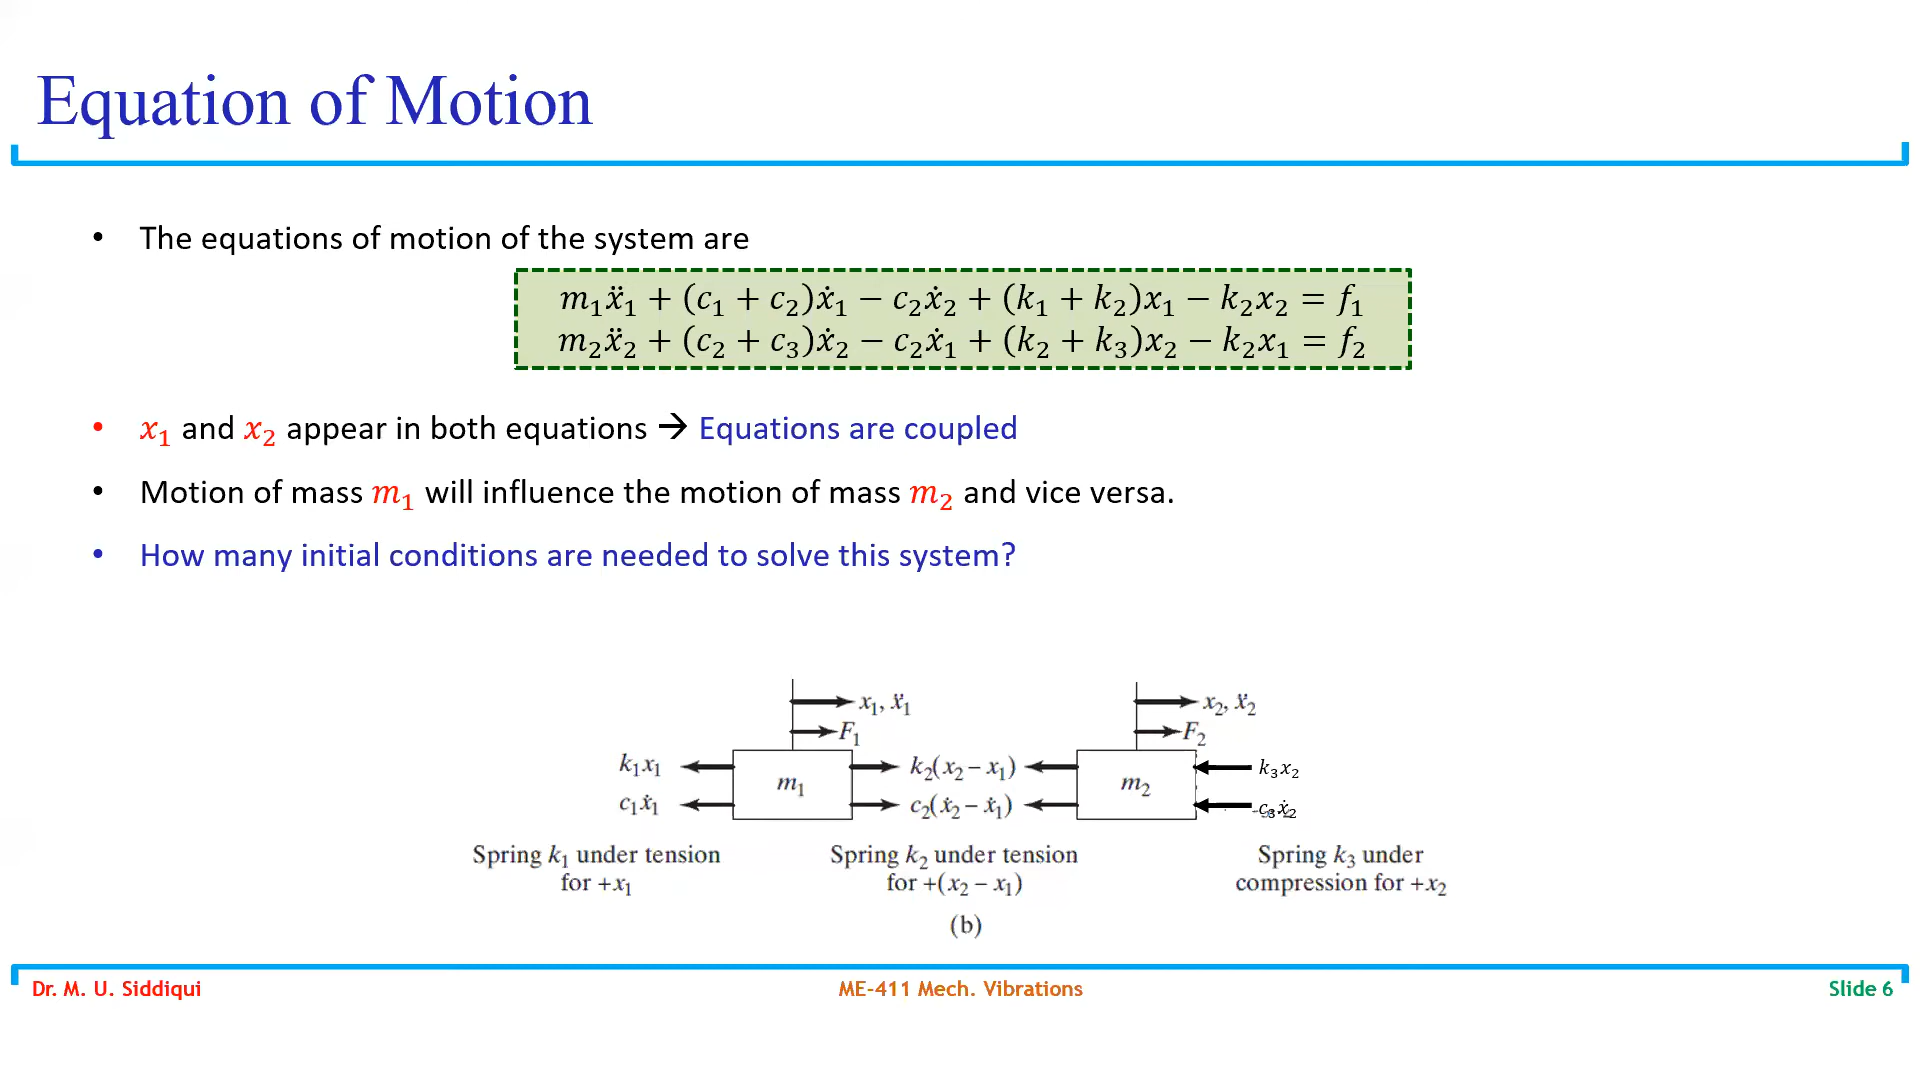 Equation of Motion
• The equations of motion of the system are
m₁ẍ₁ + (c₁ + c₂)ẋ₁ − c₂ẋ₂ + (k₁ + k₂)x₁ − k₂x₂ = f₁
m₂ẍ₂ + (c₂ + c₃)ẋ₂ − c₂ẋ₁ + (k₂ + k₃)x₂ − k₂x₁ = f₂
• x₁ and x₂ appear in both equations → Equations are coupled
• Motion of mass m₁ will influence the motion of mass m₂ and vice versa.
• How many initial conditions are needed to solve this system?
x₁, ẍ₁ x₂, ẍ₂
F₁ F₂
k₁x₁ m₁ k₂(x₂ − x₁) m₂ k₃x₂
c₁ẋ₁ c₂(ẋ₂ − ẋ₁) c₃ẋ₂
Spring k₁ under tension Spring k₂ under tension Spring k₃ under
for +x₁ for +(x₂ − x₁) compression for +x₂
(b)
Dr. M. U. Siddiqui ME-411 Mech. Vibrations Slide 6